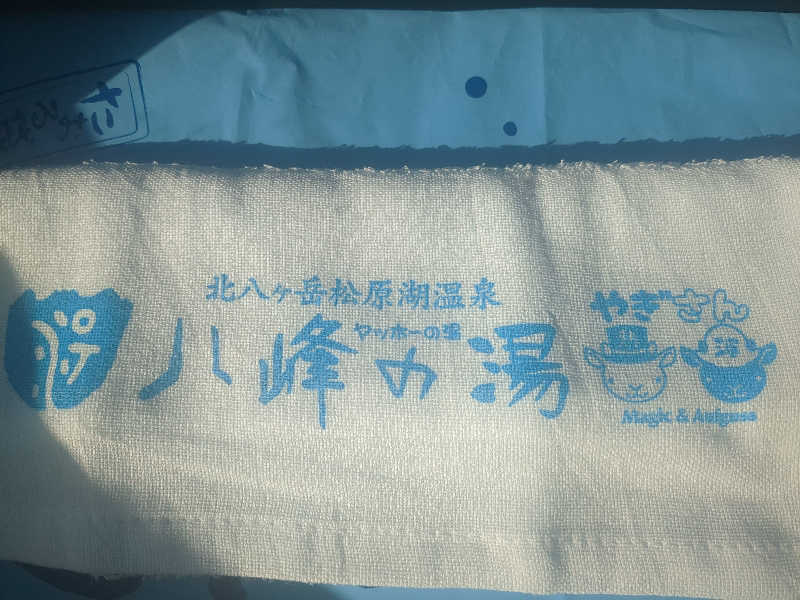 北八ヶ岳松原湖温泉
八峰の湯
ヤッホーの湯
湯
やぎさん
Magic &